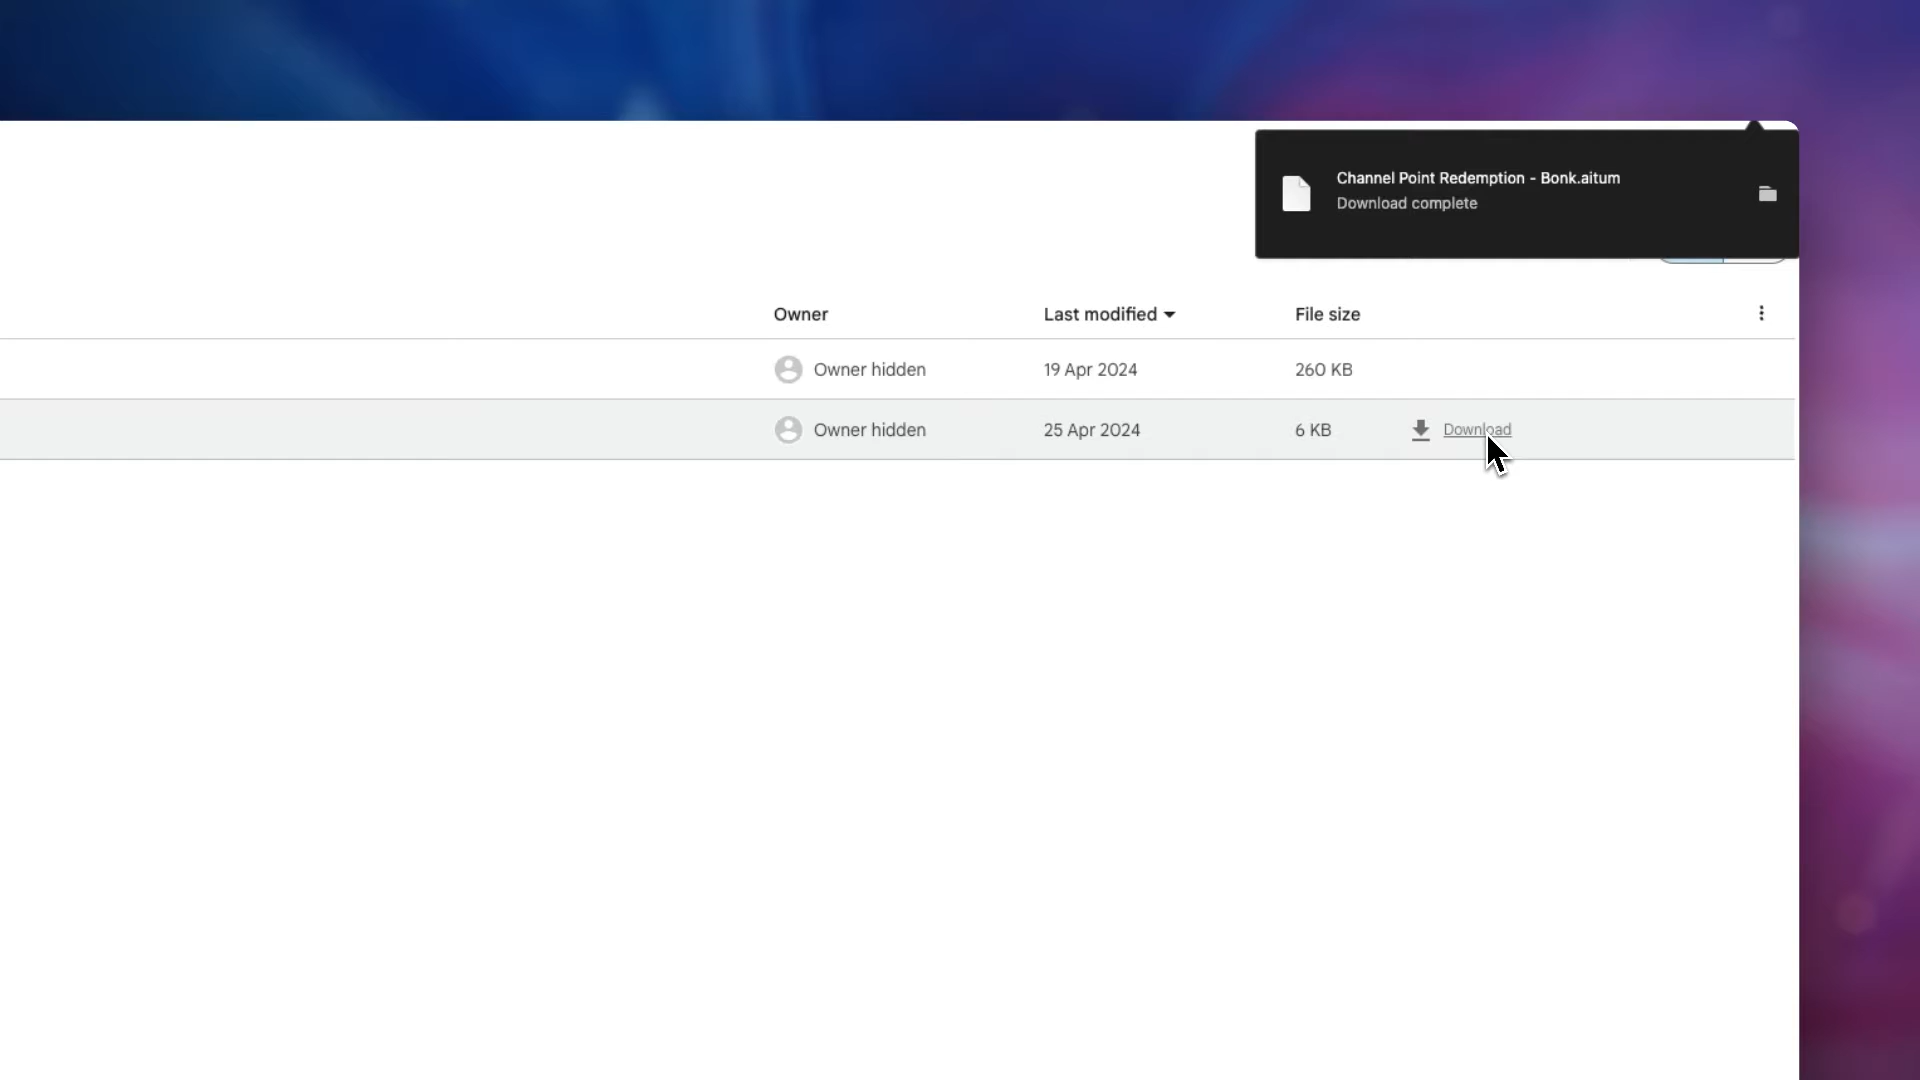 Channel Point Redemption - Bonk.aitum
Download complete
Owner Last modified File size
Owner hidden 19 Apr 2024 260 KB
Owner hidden 25 Apr 2024 6 KB Download